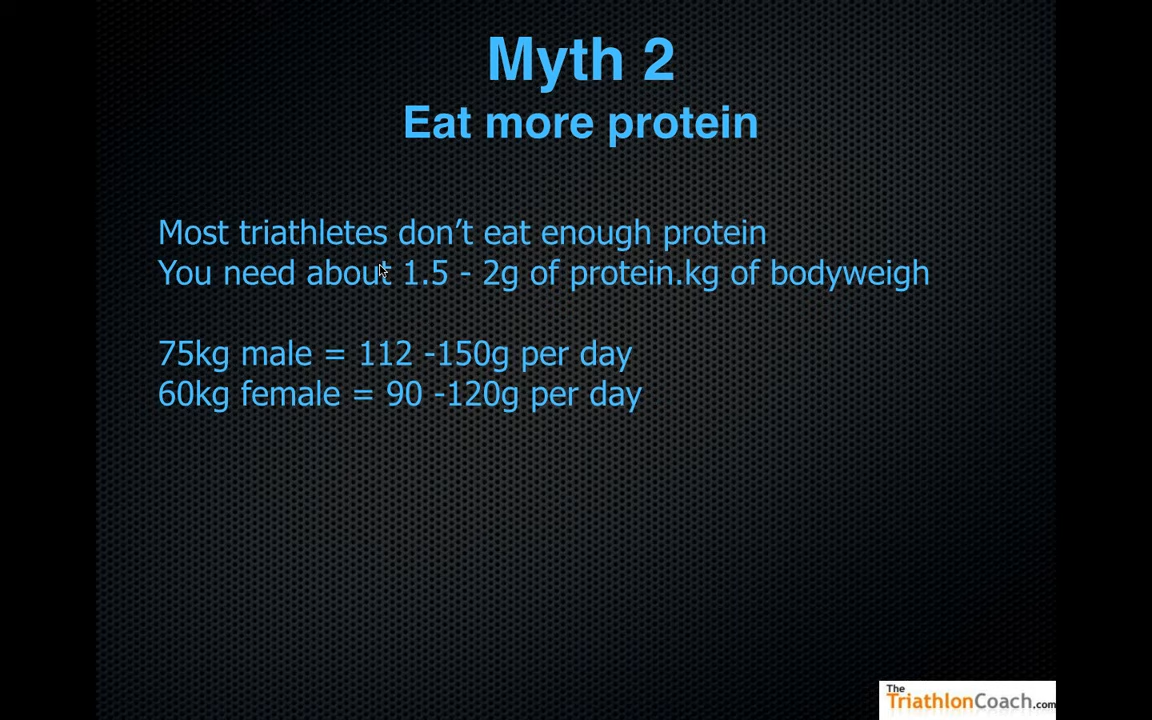 Myth 2
Eat more protein
Most triathletes don’t eat enough protein
You need about 1.5 - 2g of protein.kg of bodyweigh
75kg male = 112 -150g per day
60kg female = 90 -120g per day
The
TriathlonCoach.com